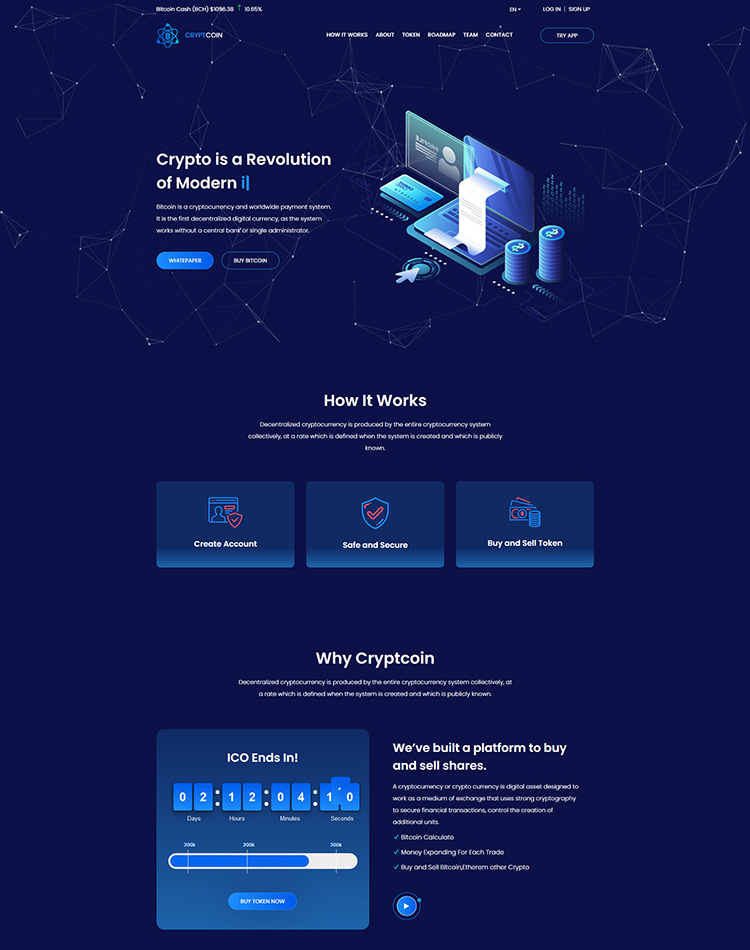 Bitcoin Cash (BCH) $1056.38 ↑ 10.65%
EN
LOG IN | SIGN UP
CRYPTCOIN
HOW IT WORKS
ABOUT
TOKEN
ROADMAP
TEAM
CONTACT
TRY APP
Crypto is a Revolution
of Modern i|
Bitcoin is a cryptocurrency and worldwide payment system.
It is the first decentralized digital currency, as the system
works without a central bank or single administrator.
WHITEPAPER
BUY BITCOIN
How It Works
Decentralized cryptocurrency is produced by the entire cryptocurrency system
collectively, at a rate which is defined when the system is created and which is publicly
known.
Create Account
Safe and Secure
Buy and Sell Token
Why Cryptcoin
Decentralized cryptocurrency is produced by the entire cryptocurrency system collectively, at
a rate which is defined when the system is created and which is publicly known.
ICO Ends In!
02 : 12 : 04 : 10
Days
Hours
Minutes
Seconds
200k
200k
200k
BUY TOKEN NOW
We've built a platform to buy
and sell shares.
A cryptocurrency or crypto currency is digital asset designed to
work as a medium of exchange that uses strong cryptography
to secure financial transactions, control the creation of
additional units.
✓ Bitcoin Calculate
✓ Money Expanding For Each Trade
✓ Buy and Sell Bitcoin,Etherem other Crypto